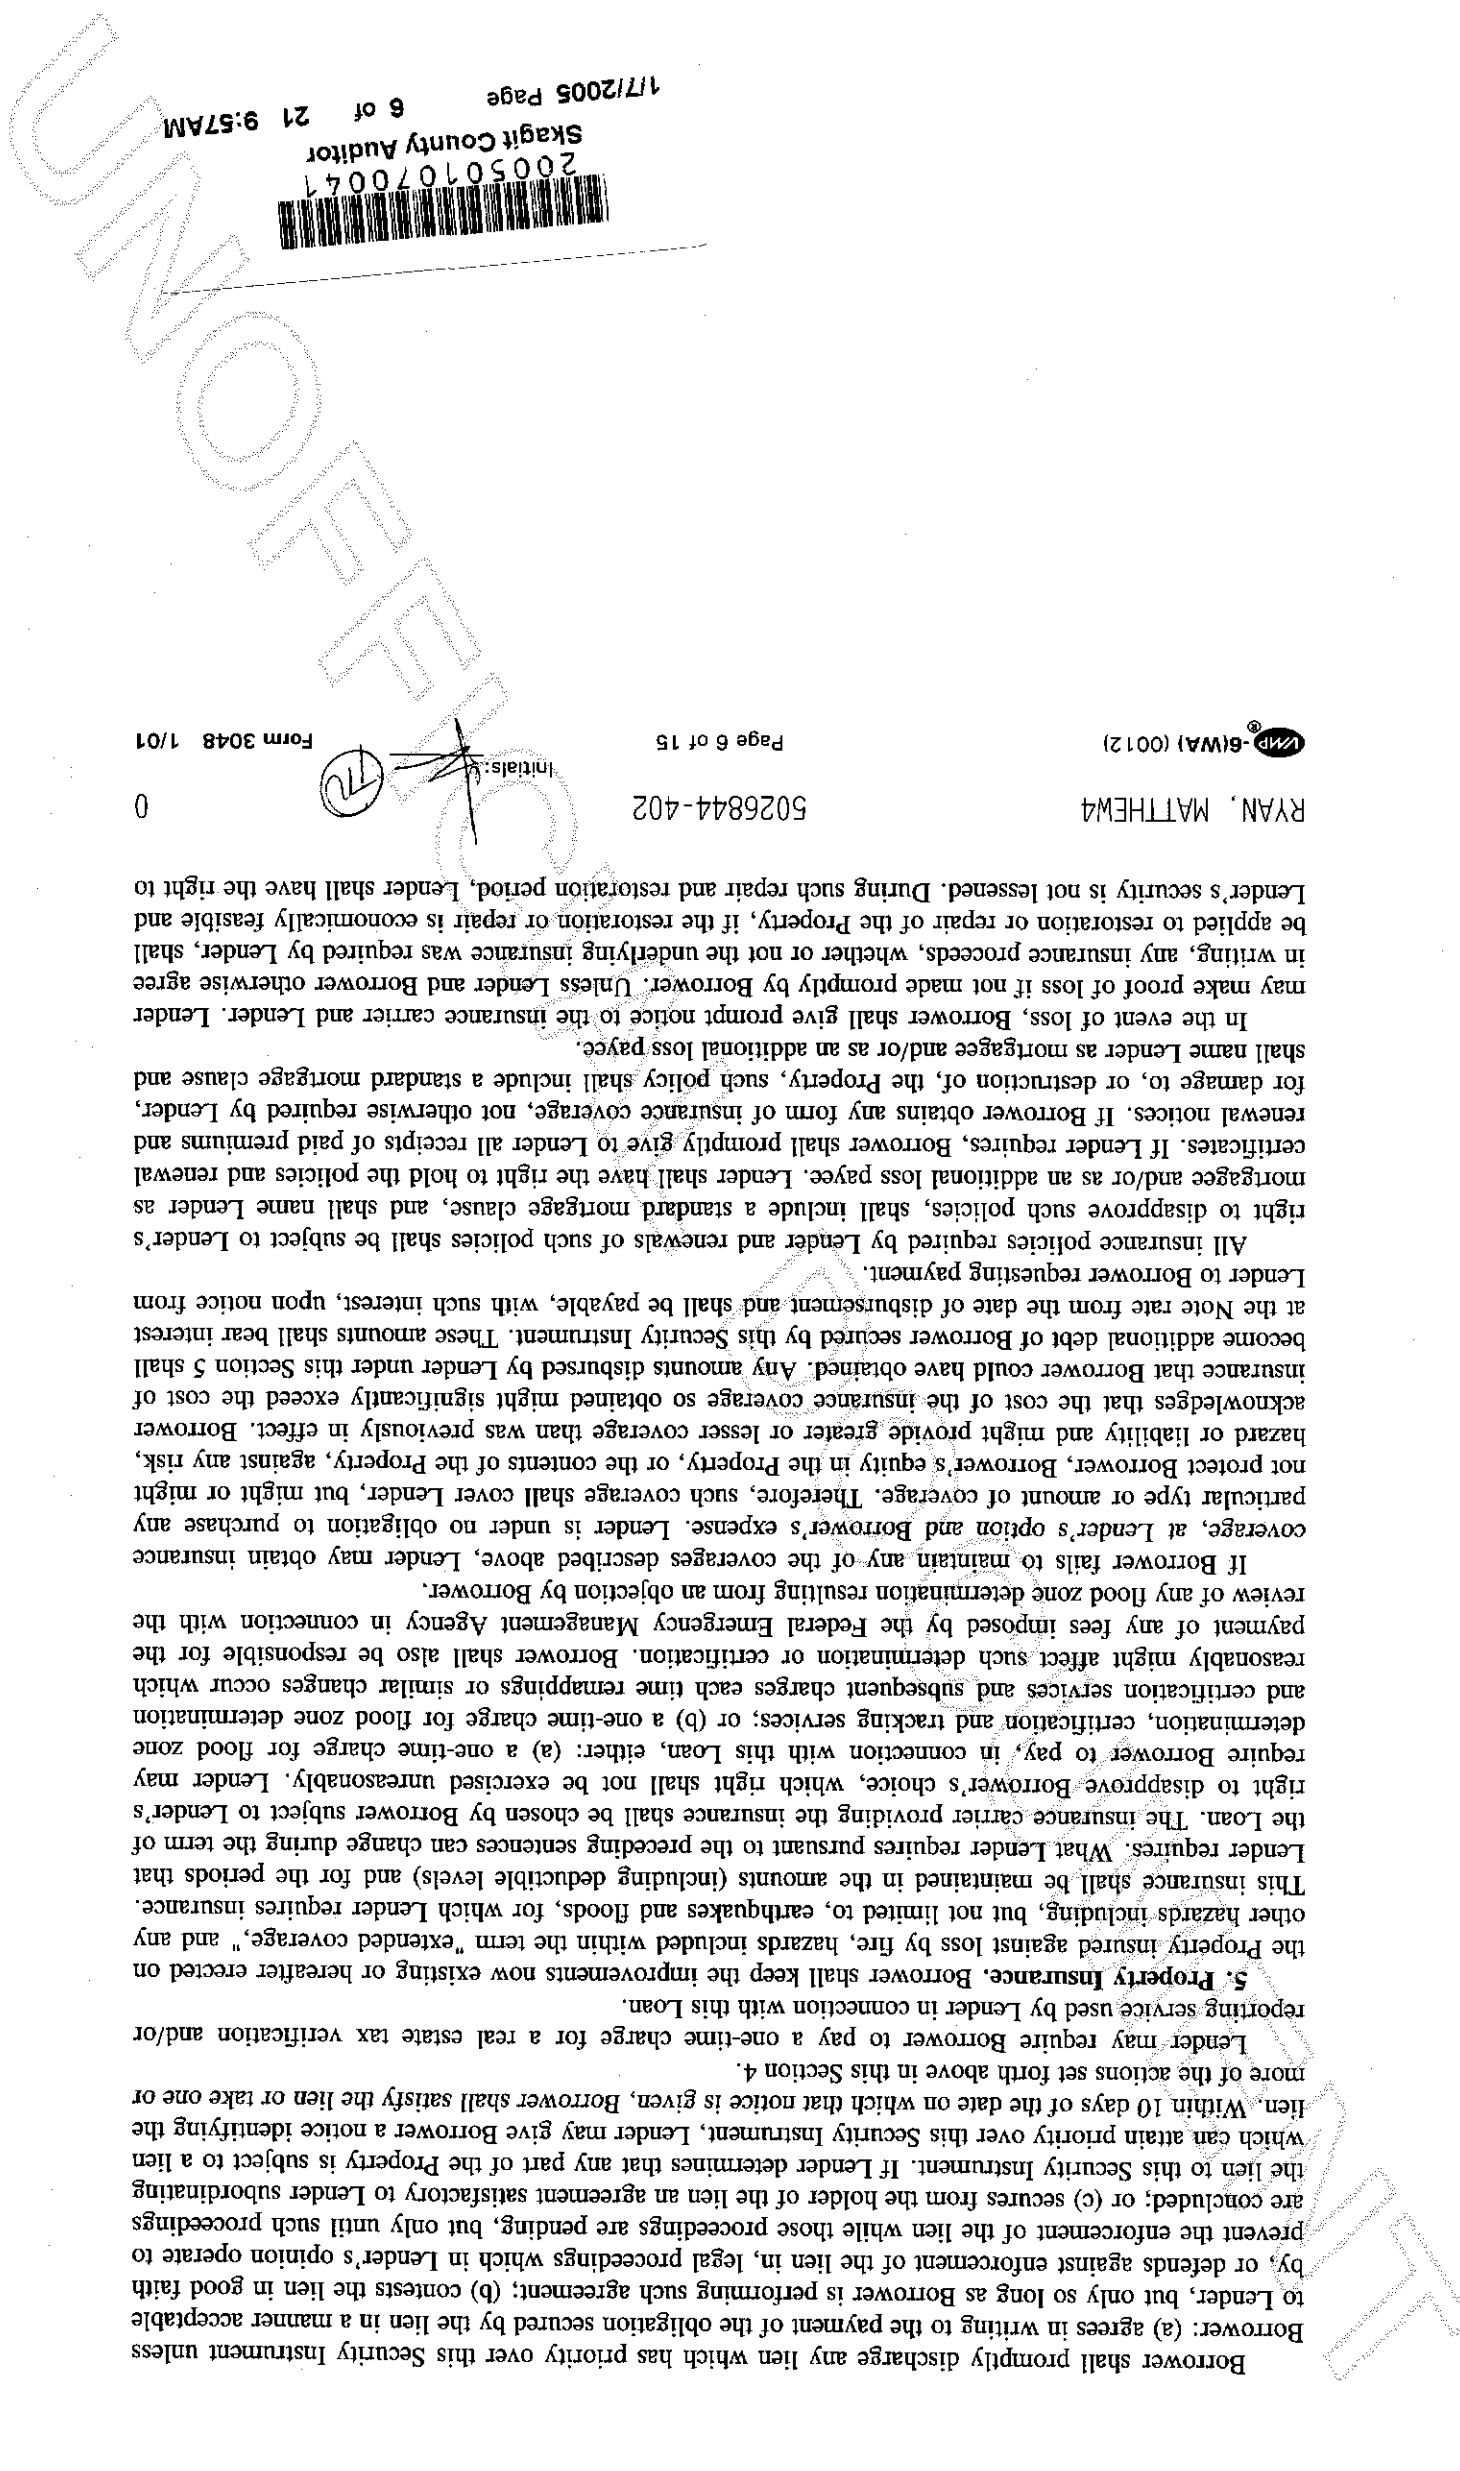 Borrower shall promptly discharge any lien which has priority over this Security Instrument unless
Borrower: (a) agrees in writing to the payment of the obligation secured by the lien in a manner acceptable
to Lender, but only so long as Borrower is performing such agreement; (b) contests the lien in good faith
by, or defends against enforcement of the lien in, legal proceedings which in Lender's opinion operate to
prevent the enforcement of the lien while those proceedings are pending, but only until such proceedings
are concluded; or (c) secures from the holder of the lien an agreement satisfactory to Lender subordinating
the lien to this Security Instrument. If Lender determines that any part of the Property is subject to a lien
which can attain priority over this Security Instrument, Lender may give Borrower a notice identifying the
lien. Within 10 days of the date on which that notice is given, Borrower shall satisfy the lien or take one or
more of the actions set forth above in this Section 4.
Lender may require Borrower to pay a one-time charge for a real estate tax verification and/or
reporting service used by Lender in connection with this Loan.
5. Property Insurance. Borrower shall keep the improvements now existing or hereafter erected on
the Property insured against loss by fire, hazards included within the term "extended coverage," and any
other hazards including, but not limited to, earthquakes and floods, for which Lender requires insurance.
This insurance shall be maintained in the amounts (including deductible levels) and for the periods that
Lender requires. What Lender requires pursuant to the preceding sentences can change during the term of
the Loan. The insurance carrier providing the insurance shall be chosen by Borrower subject to Lender's
right to disapprove Borrower's choice, which right shall not be exercised unreasonably. Lender may
require Borrower to pay, in connection with this Loan, either: (a) a one-time charge for flood zone
determination, certification and tracking services; or (b) a one-time charge for flood zone determination
and certification services and subsequent charges each time remappings or similar changes occur which
reasonably might affect such determination or certification. Borrower shall also be responsible for the
payment of any fees imposed by the Federal Emergency Management Agency in connection with the
review of any flood zone determination resulting from an objection by Borrower.
If Borrower fails to maintain any of the coverages described above, Lender may obtain insurance
coverage, at Lender's option and Borrower's expense. Lender is under no obligation to purchase any
particular type or amount of coverage. Therefore, such coverage shall cover Lender, but might or might
not protect Borrower, Borrower's equity in the Property, or the contents of the Property, against any risk,
hazard or liability and might provide greater or lesser coverage than was previously in effect. Borrower
acknowledges that the cost of the insurance coverage so obtained might significantly exceed the cost of
insurance that Borrower could have obtained. Any amounts disbursed by Lender under this Section 5 shall
become additional debt of Borrower secured by this Security Instrument. These amounts shall bear interest
at the Note rate from the date of disbursement and shall be payable, with such interest, upon notice from
Lender to Borrower requesting payment.
All insurance policies required by Lender and renewals of such policies shall be subject to Lender's
right to disapprove such policies, shall include a standard mortgage clause, and shall name Lender as
mortgagee and/or as an additional loss payee. Lender shall have the right to hold the policies and renewal
certificates. If Lender requires, Borrower shall promptly give to Lender all receipts of paid premiums and
renewal notices. If Borrower obtains any form of insurance coverage, not otherwise required by Lender,
for damage to, or destruction of, the Property, such policy shall include a standard mortgage clause and
shall name Lender as mortgagee and/or as an additional loss payee.
In the event of loss, Borrower shall give prompt notice to the insurance carrier and Lender. Lender
may make proof of loss if not made promptly by Borrower. Unless Lender and Borrower otherwise agree
in writing, any insurance proceeds, whether or not the underlying insurance was required by Lender, shall
be applied to restoration or repair of the Property, if the restoration or repair is economically feasible and
Lender's security is not lessened. During such repair and restoration period, Lender shall have the right to
RYAN, MATTHEW4 5026844-402 0
Initials:
VMP-6(WA) (0012) Page 6 of 15 Form 3048 1/01
®
200501070041
Skagit County Auditor
1/7/2005 Page 6 of 21 9:57AM
UNOFFICIAL DOCUMENT